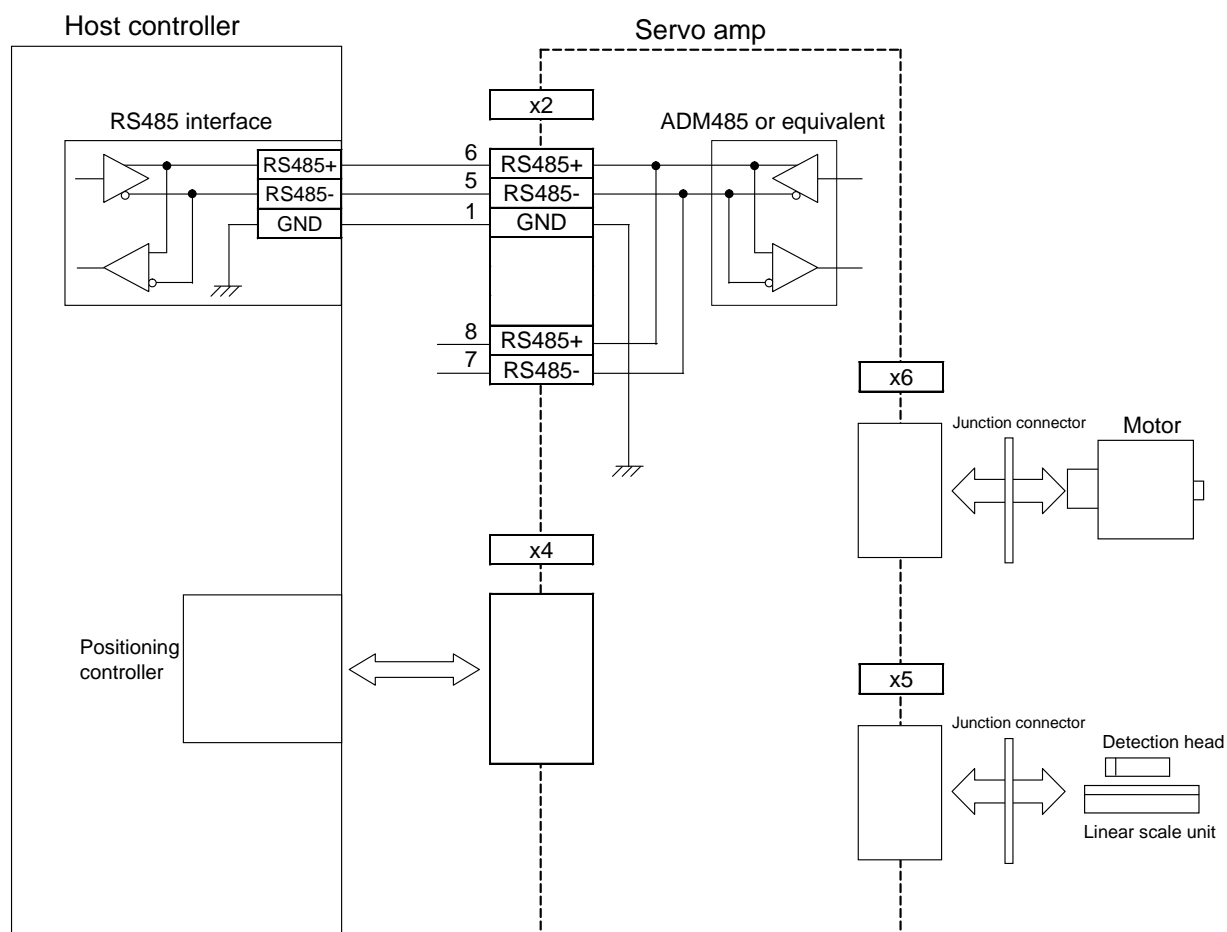 Host controller
Servo amp
x2
RS485 interface
ADM485 or equivalent
RS485+
6
RS485+
RS485-
5
RS485-
GND
1
GND
8
RS485+
7
RS485-
x6
Junction connector
Motor
x4
Positioning
controller
x5
Junction connector
Detection head
Linear scale unit